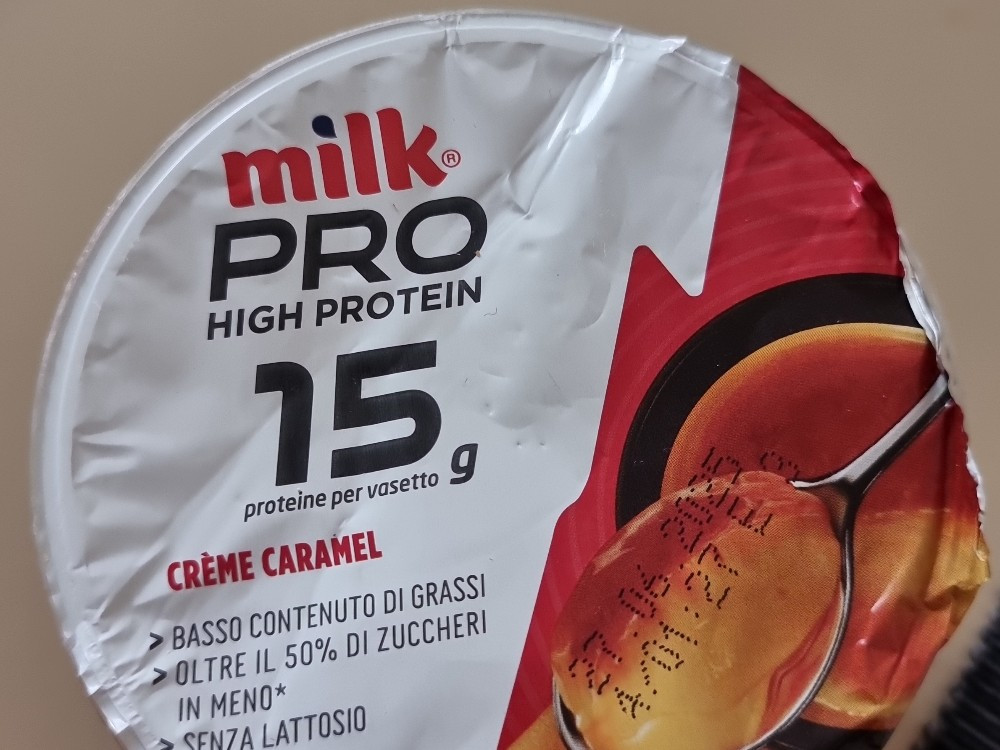 milk®
PRO
HIGH PROTEIN
15 g
proteine per vasetto
CRÈME CARAMEL
> BASSO CONTENUTO DI GRASSI
> OLTRE IL 50% DI ZUCCHERI
IN MENO*
> SENZA LATTOSIO